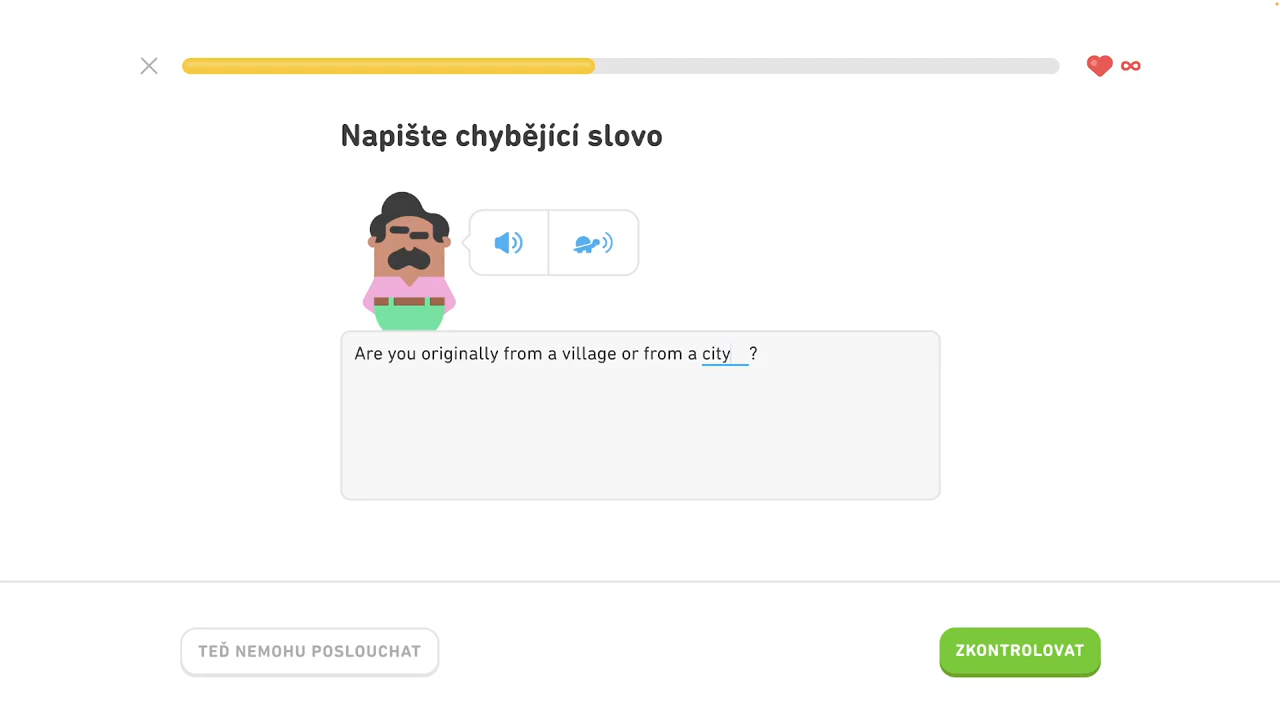 ∞
Napište chybějící slovo
Are you originally from a village or from a city ?
TEĎ NEMOHU POSLOUCHAT
ZKONTROLOVAT